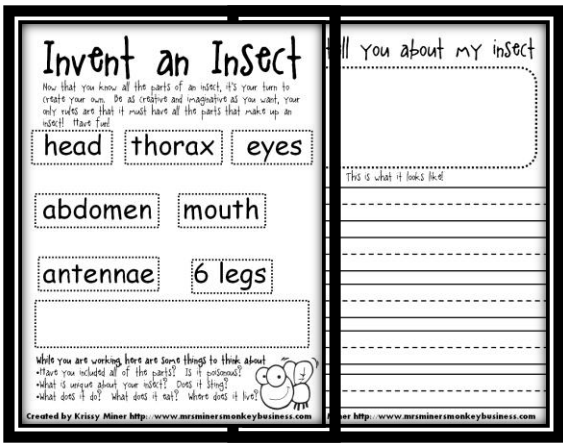 Invent an Insect
Now that you know all the parts of an insect, it's your turn to
create your own. Be as creative and imaginative as you want, your
only rules are that it must have all the parts that make up an
insect! Have fun!
head thorax eyes
abdomen mouth
antennae 6 legs
While you are working, here are some things to think about
•Have you included all of the parts? Is it poisonous?
•What is unique about your insect? Does it sting?
•What does it do? What does it eat? Where does it live?
Created by Krissy Miner http://www.mrsminersmonkeybusiness.com
you about my insect
This is what it looks like!
Miner http://www.mrsminersmonkeybusiness.com